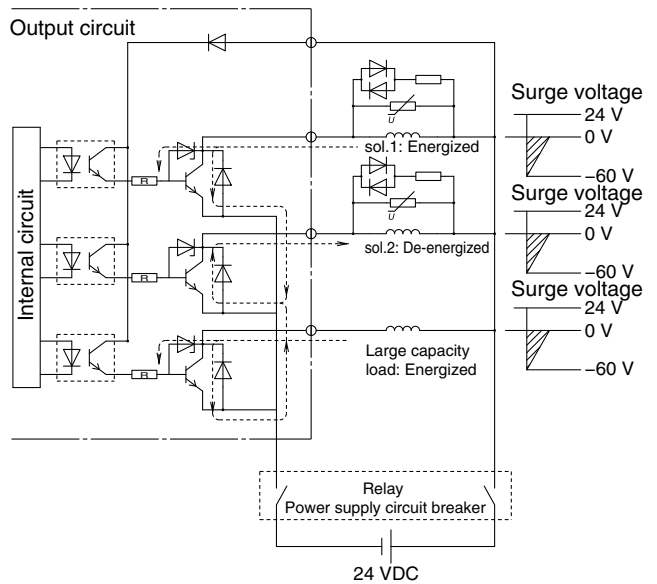 Output circuit
Internal circuit
R
R
R
U
sol.1: Energized
U
sol.2: De-energized
Large capacity
load: Energized
Surge voltage
24 V
0 V
−60 V
Surge voltage
24 V
0 V
−60 V
Surge voltage
24 V
0 V
−60 V
Relay
Power supply circuit breaker
24 VDC